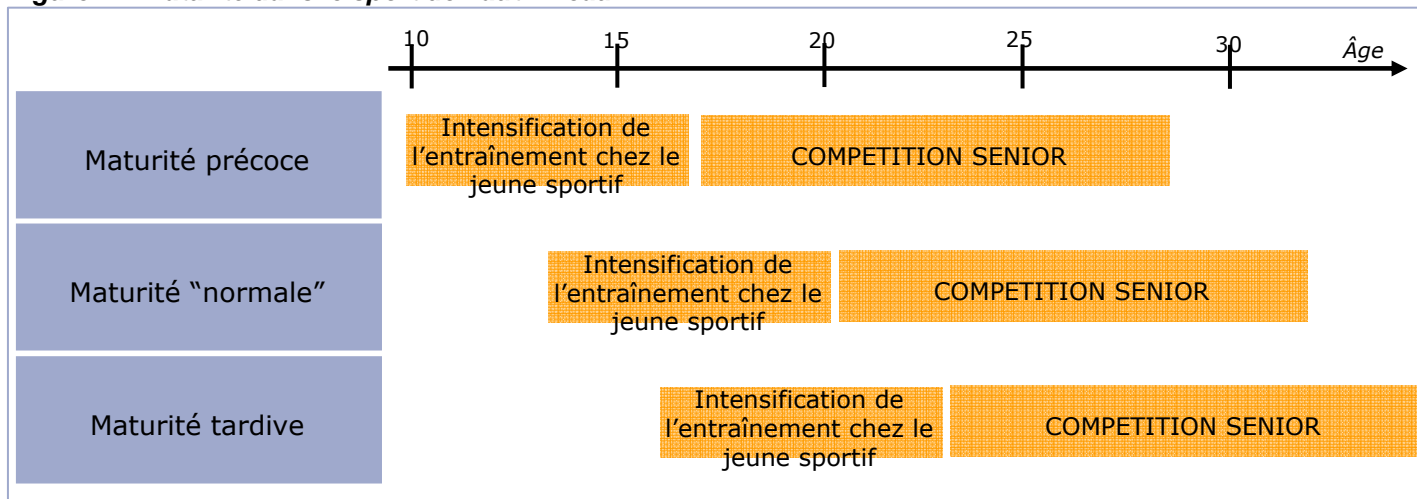 10 15 20 25 30 Âge
Maturité précoce
Intensification de
l'entraînement chez le
jeune sportif
COMPETITION SENIOR
Maturité “normale”
Intensification de
l'entraînement chez le
jeune sportif
COMPETITION SENIOR
Maturité tardive
Intensification de
l'entraînement chez le
jeune sportif
COMPETITION SENIOR